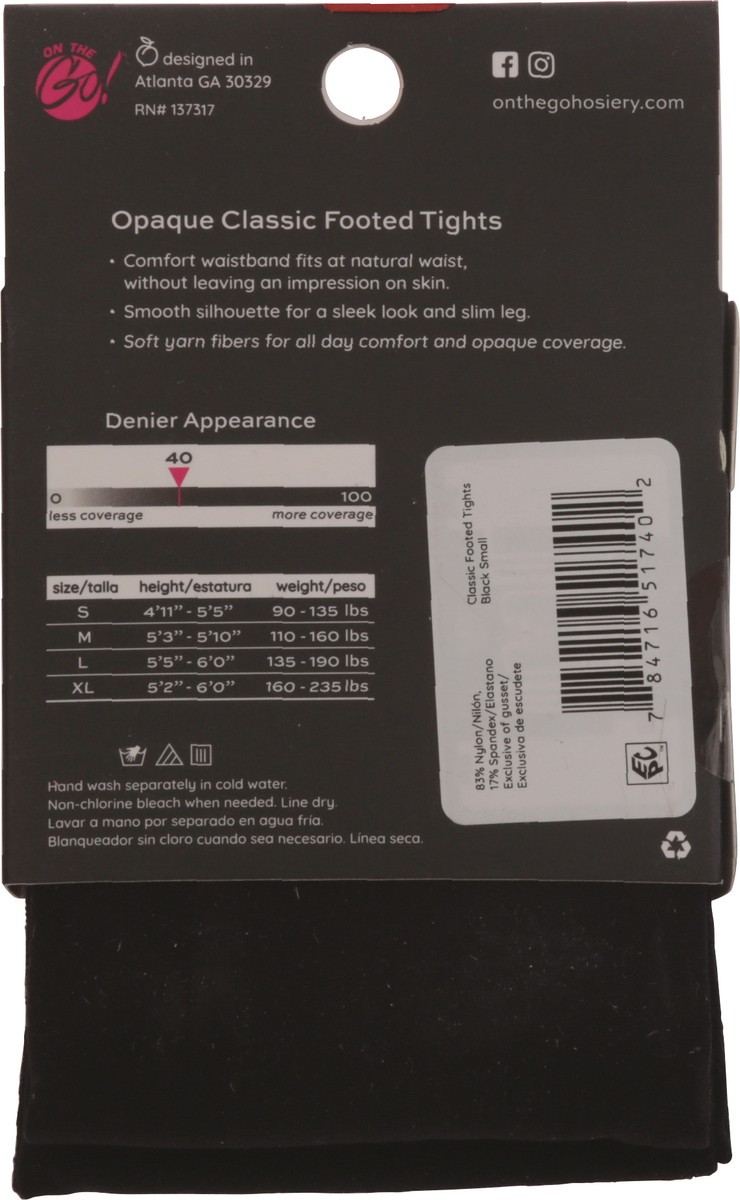 ON THE
Go!
designed in
Atlanta GA 30329
RN# 137317
onthegohosiery.com
Opaque Classic Footed Tights
• Comfort waistband fits at natural waist,
without leaving an impression on skin.
• Smooth silhouette for a sleek look and slim leg.
• Soft yarn fibers for all day comfort and opaque coverage.
Denier Appearance
40
0 100
less coverage more coverage
size/talla height/estatura weight/peso
S 4'11" - 5'5" 90 - 135 lbs
M 5'3" - 5'10" 110 - 160 lbs
L 5'5" - 6'0" 135 - 190 lbs
XL 5'2" - 6'0" 160 - 235 lbs
Hand wash separately in cold water.
Non-chlorine bleach when needed. Line dry.
Lavar a mano por separado en agua fría.
Blanqueador sin cloro cuando sea necesario. Línea seca.
Classic Footed Tights
Black Small
83% Nylon/Nilón,
17% Spandex/Elastano
Exclusive of gusset/
Exclusiva de escudete
7 84716 51740 2
EPC